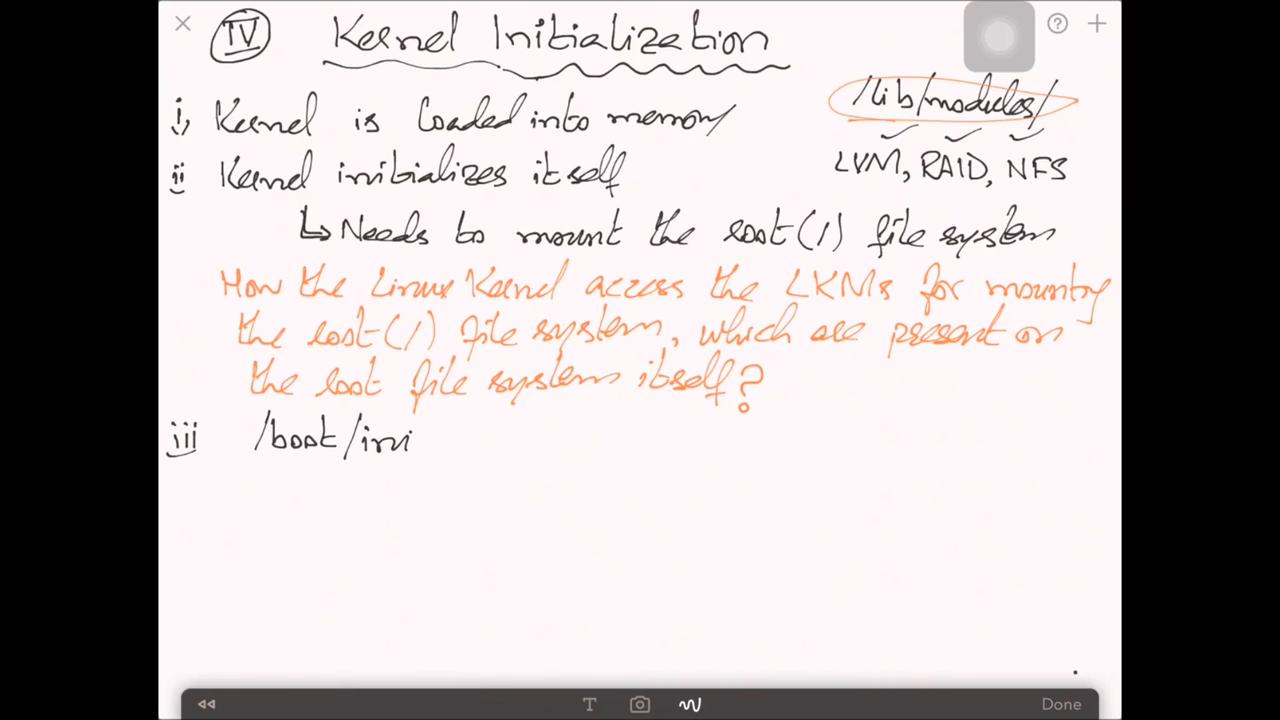 IV Kernel Initialization
/lib/modules/
i, Kernel is loaded into memory
LVM, RAID, NFS
ii Kernel initializes itself
↳ Needs to mount the root(/) file system
How the Linux Kernel access the LKMs for mounting
the root(/) file system, which are present on
the root file system itself?
iii /boot/ini
T
Done